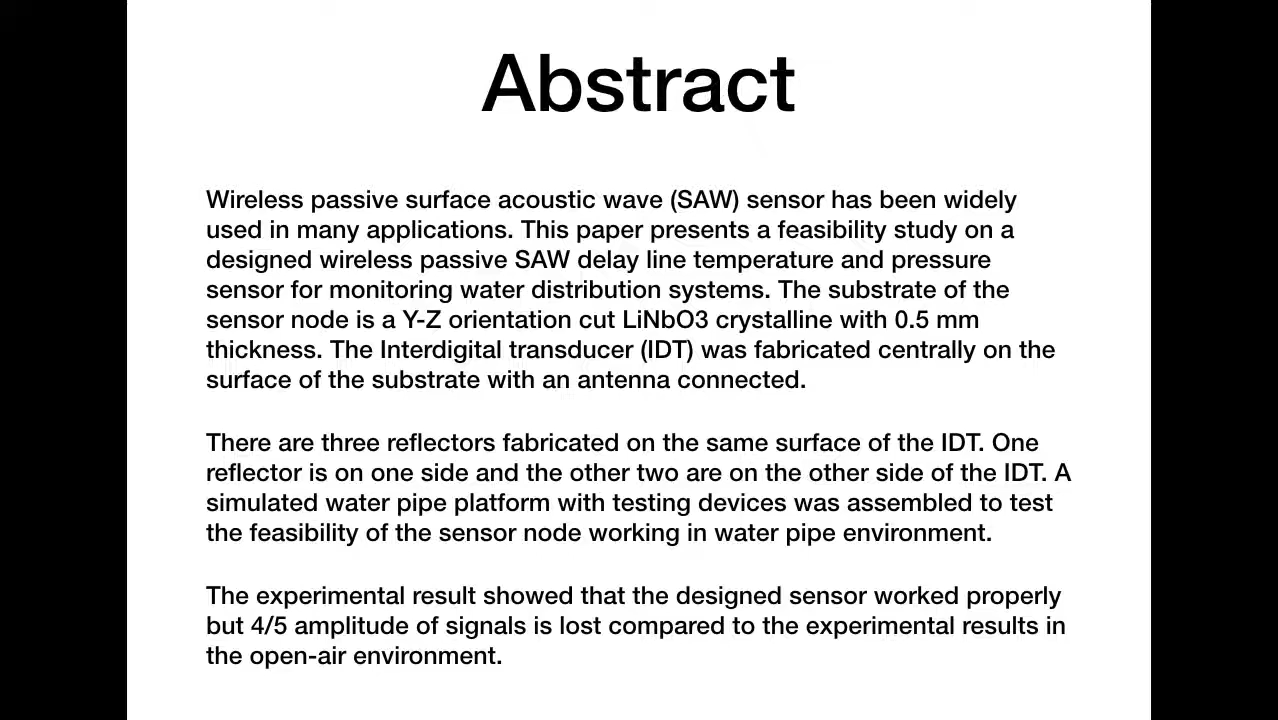 Abstract
Wireless passive surface acoustic wave (SAW) sensor has been widely
used in many applications. This paper presents a feasibility study on a
designed wireless passive SAW delay line temperature and pressure
sensor for monitoring water distribution systems. The substrate of the
sensor node is a Y-Z orientation cut LiNbO3 crystalline with 0.5 mm
thickness. The Interdigital transducer (IDT) was fabricated centrally on the
surface of the substrate with an antenna connected.
There are three reflectors fabricated on the same surface of the IDT. One
reflector is on one side and the other two are on the other side of the IDT. A
simulated water pipe platform with testing devices was assembled to test
the feasibility of the sensor node working in water pipe environment.
The experimental result showed that the designed sensor worked properly
but 4/5 amplitude of signals is lost compared to the experimental results in
the open-air environment.